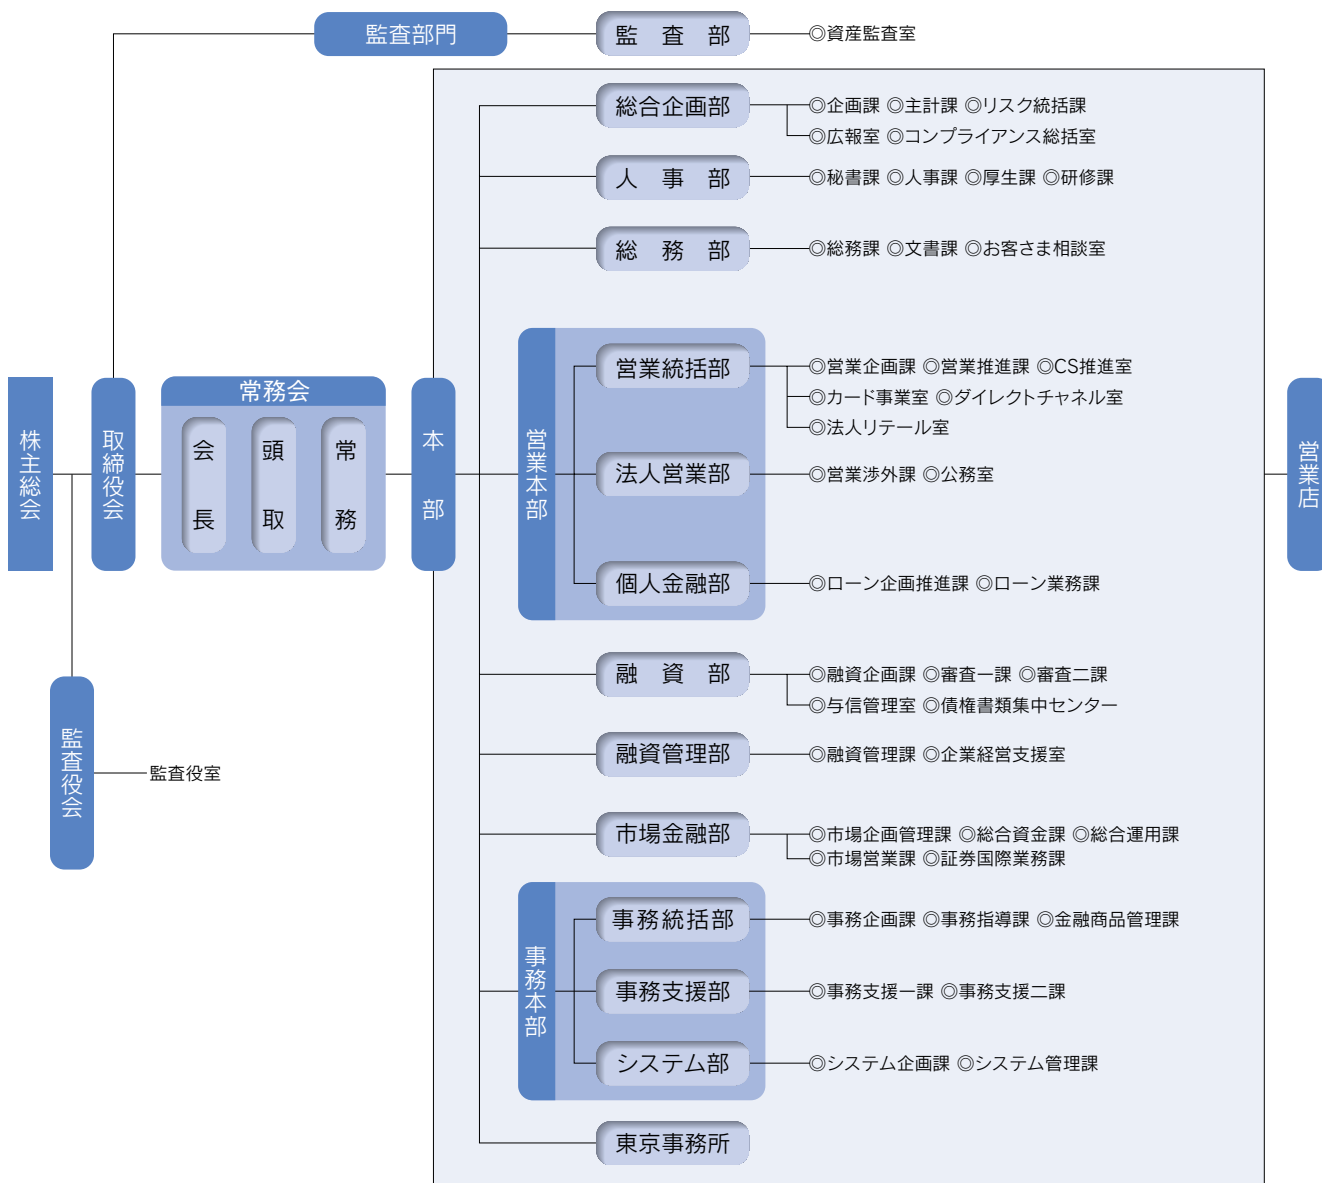 監査部門
監査部
◎資産監査室
総合企画部
◎企画課 ◎主計課 ◎リスク統括課
◎広報室 ◎コンプライアンス総括室
人事部
◎秘書課 ◎人事課 ◎厚生課 ◎研修課
総務部
◎総務課 ◎文書課 ◎お客さま相談室
株主総会
取締役会
常務会
会長
頭取
常務
本部
営業本部
営業統括部
◎営業企画課 ◎営業推進課 ◎CS推進室
◎カード事業室 ◎ダイレクトチャネル室
◎法人リテール室
法人営業部
◎営業渉外課 ◎公務室
個人金融部
◎ローン企画推進課 ◎ローン業務課
営業店
融資部
◎融資企画課 ◎審査一課 ◎審査二課
◎与信管理室 ◎債権書類集中センター
監査役会
監査役室
融資管理部
◎融資管理課 ◎企業経営支援室
市場金融部
◎市場企画管理課 ◎総合資金課 ◎総合運用課
◎市場営業課 ◎証券国際業務課
事務本部
事務統括部
◎事務企画課 ◎事務指導課 ◎金融商品管理課
事務支援部
◎事務支援一課 ◎事務支援二課
システム部
◎システム企画課 ◎システム管理課
東京事務所